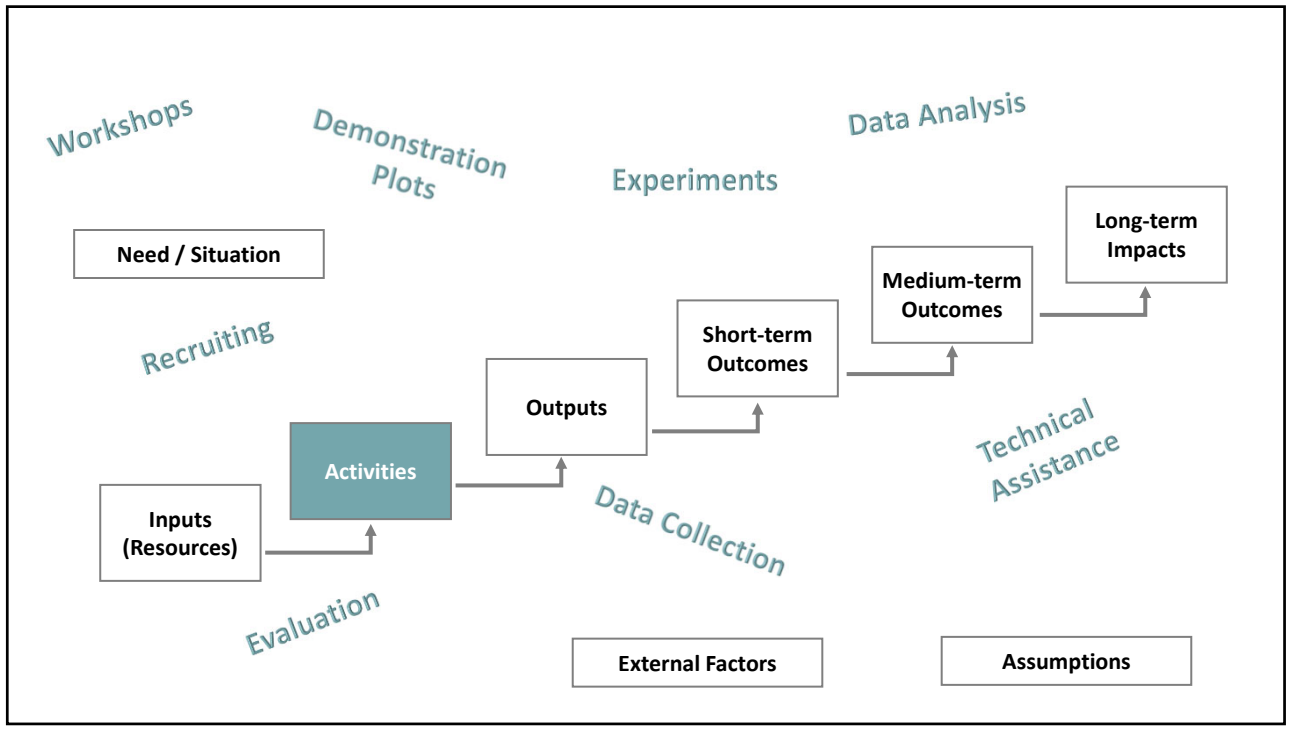 Workshops
Demonstration
Plots
Experiments
Data Analysis
Need / Situation
Long-term
Impacts
Medium-term
Outcomes
Recruiting
Short-term
Outcomes
Outputs
Activities
Technical
Assistance
Inputs
(Resources)
Data Collection
Evaluation
External Factors
Assumptions